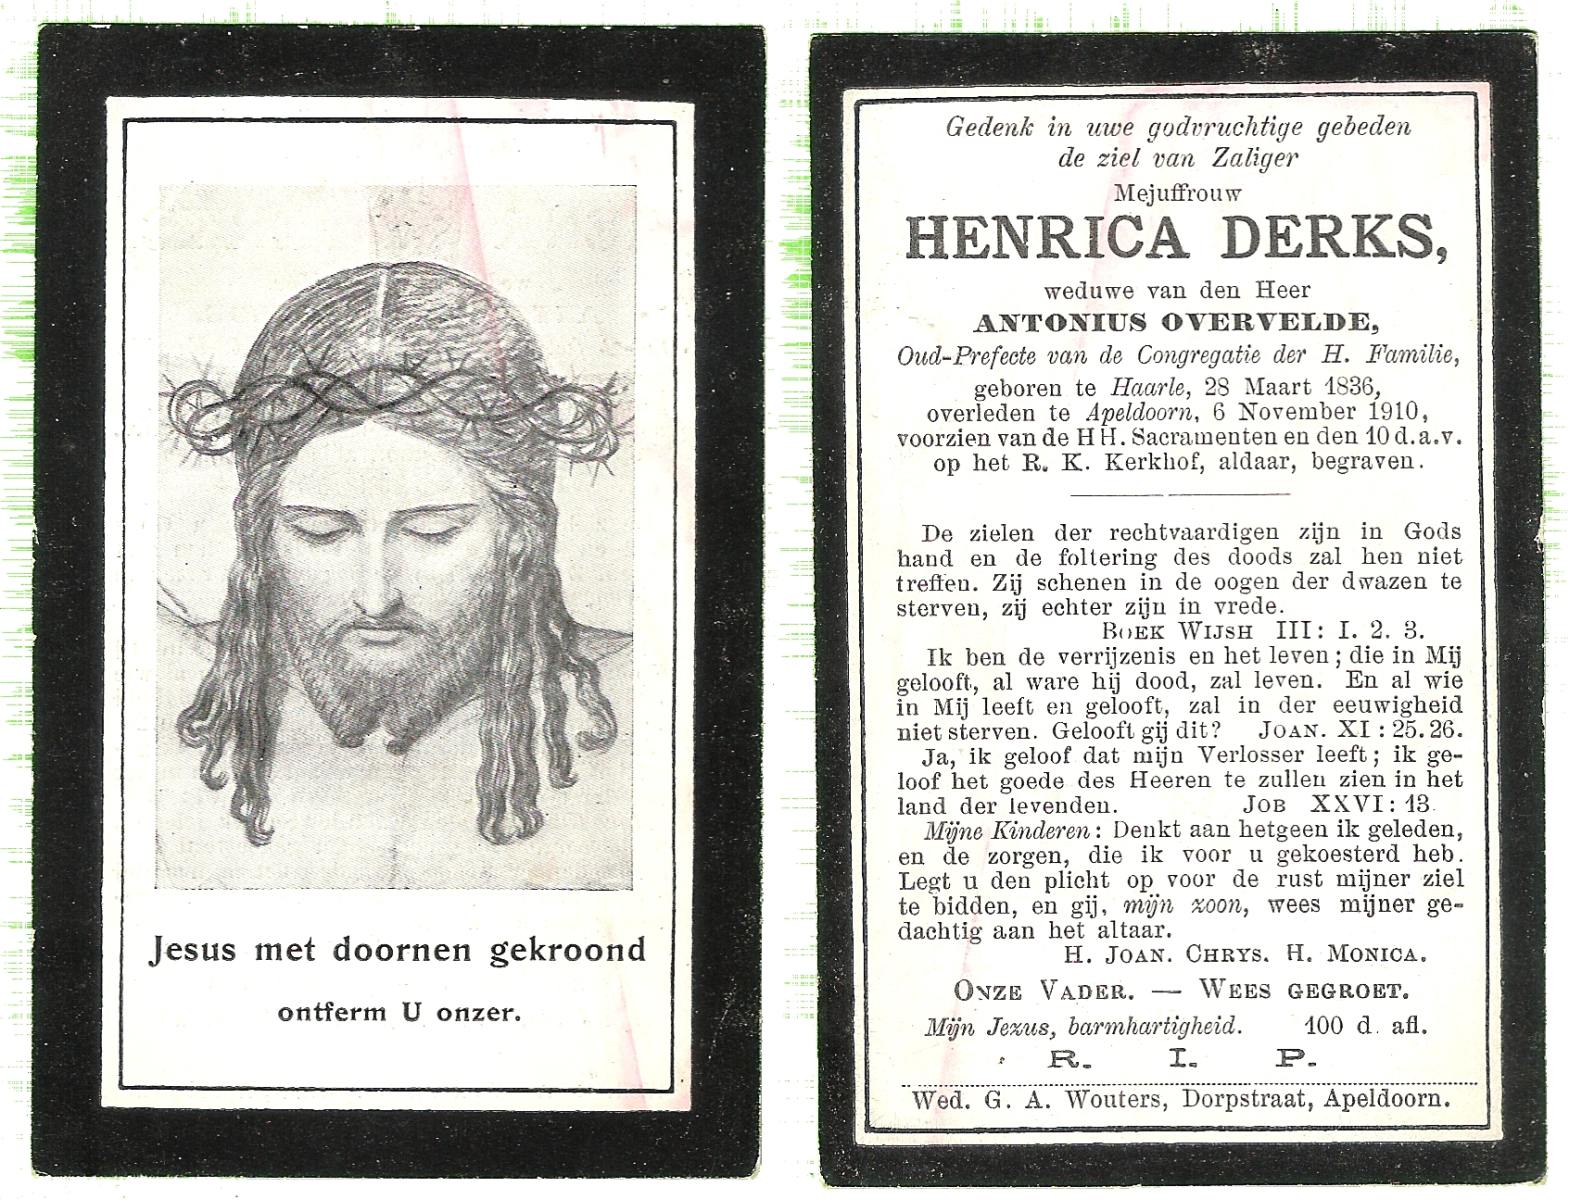 Jesus met doornen gekroond
ontferm U onzer.
Gedenk in uwe godvruchtige gebeden
de ziel van Zaliger
Mejuffrouw
HENRICA DERKS,
weduwe van den Heer
ANTONIUS OVERVELDE,
Oud-Prefecte van de Congregatie der H. Familie,
geboren te Haarle, 28 Maart 1836,
overleden te Apeldoorn, 6 November 1910,
voorzien van de H H. Sacramenten en den 10 d.a.v.
op het R. K. Kerkhof, aldaar, begraven.
De zielen der rechtvaardigen zijn in Gods
hand en de foltering des doods zal hen niet
treffen. Zij schenen in de oogen der dwazen te
sterven, zij echter zijn in vrede.
BOEK WIJSH III: I. 2. 3.
Ik ben de verrijzenis en het leven; die in Mij
gelooft, al ware hij dood, zal leven. En al wie
in Mij leeft en gelooft, zal in der eeuwigheid
niet sterven. Gelooft gij dit? JOAN. XI: 25.26.
Ja, ik geloof dat mijn Verlosser leeft; ik ge-
loof het goede des Heeren te zullen zien in het
land der levenden. JOB XXVI: 13.
Mijne Kinderen: Denkt aan hetgeen ik geleden,
en de zorgen, die ik voor u gekoesterd heb.
Legt u den plicht op voor de rust mijner ziel
te bidden, en gij, mijn zoon, wees mijner ge-
dachtig aan het altaar.
H. JOAN. CHRYS. H. MONICA.
ONZE VADER. — WEES GEGROET.
Mijn Jezus, barmhartigheid. 100 d. afl.
R. I. P.
Wed. G. A. Wouters, Dorpstraat, Apeldoorn.